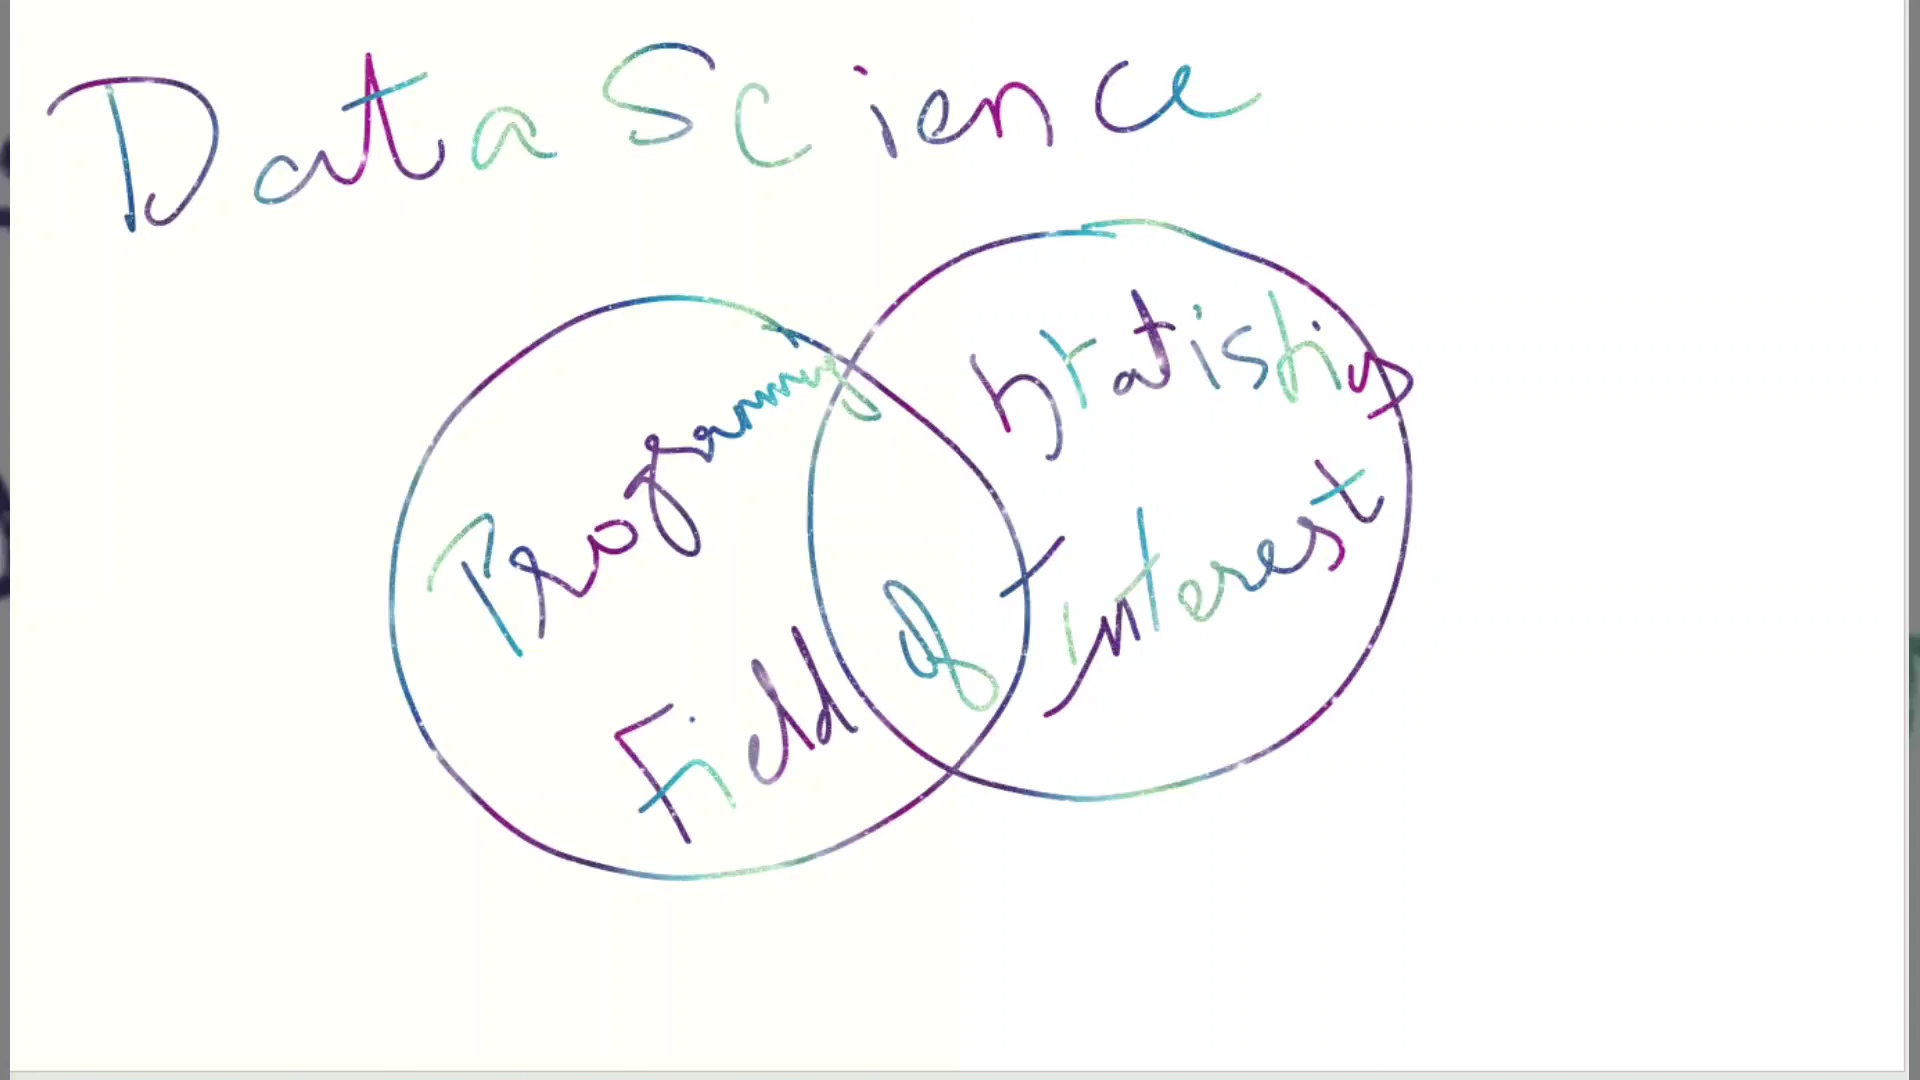 Data Science
Programming
Statistics
Field of interest